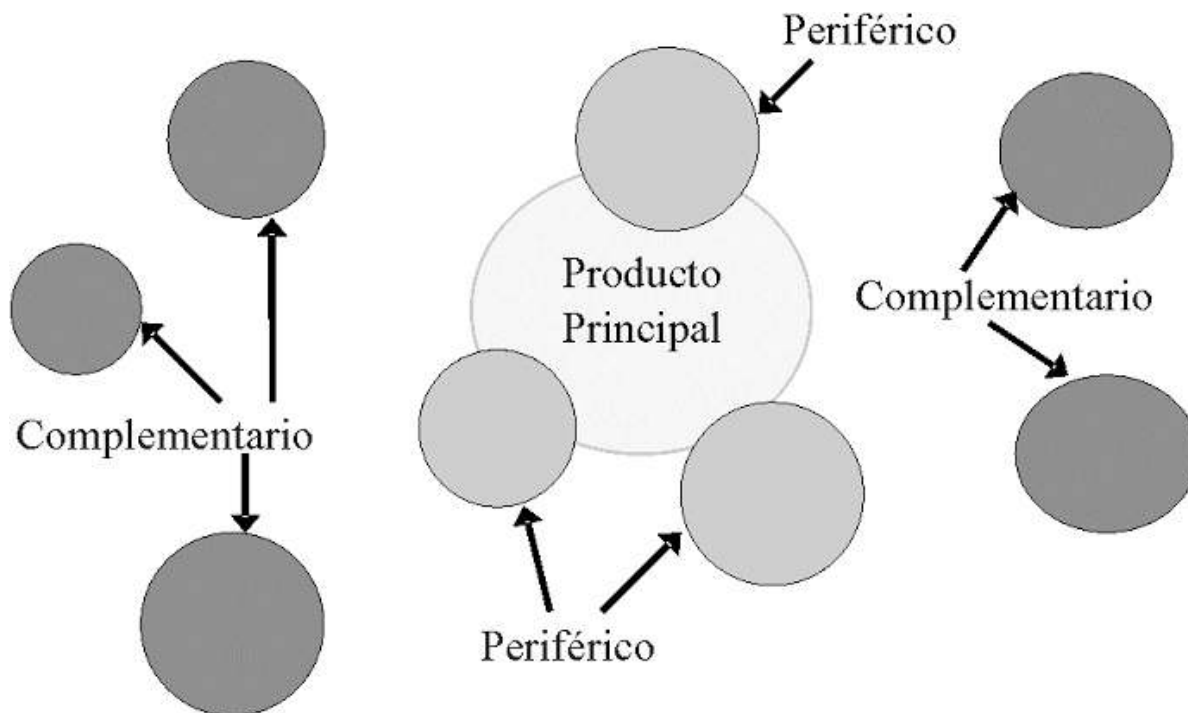 Periférico
Producto
Principal
Complementario
Complementario
Periférico